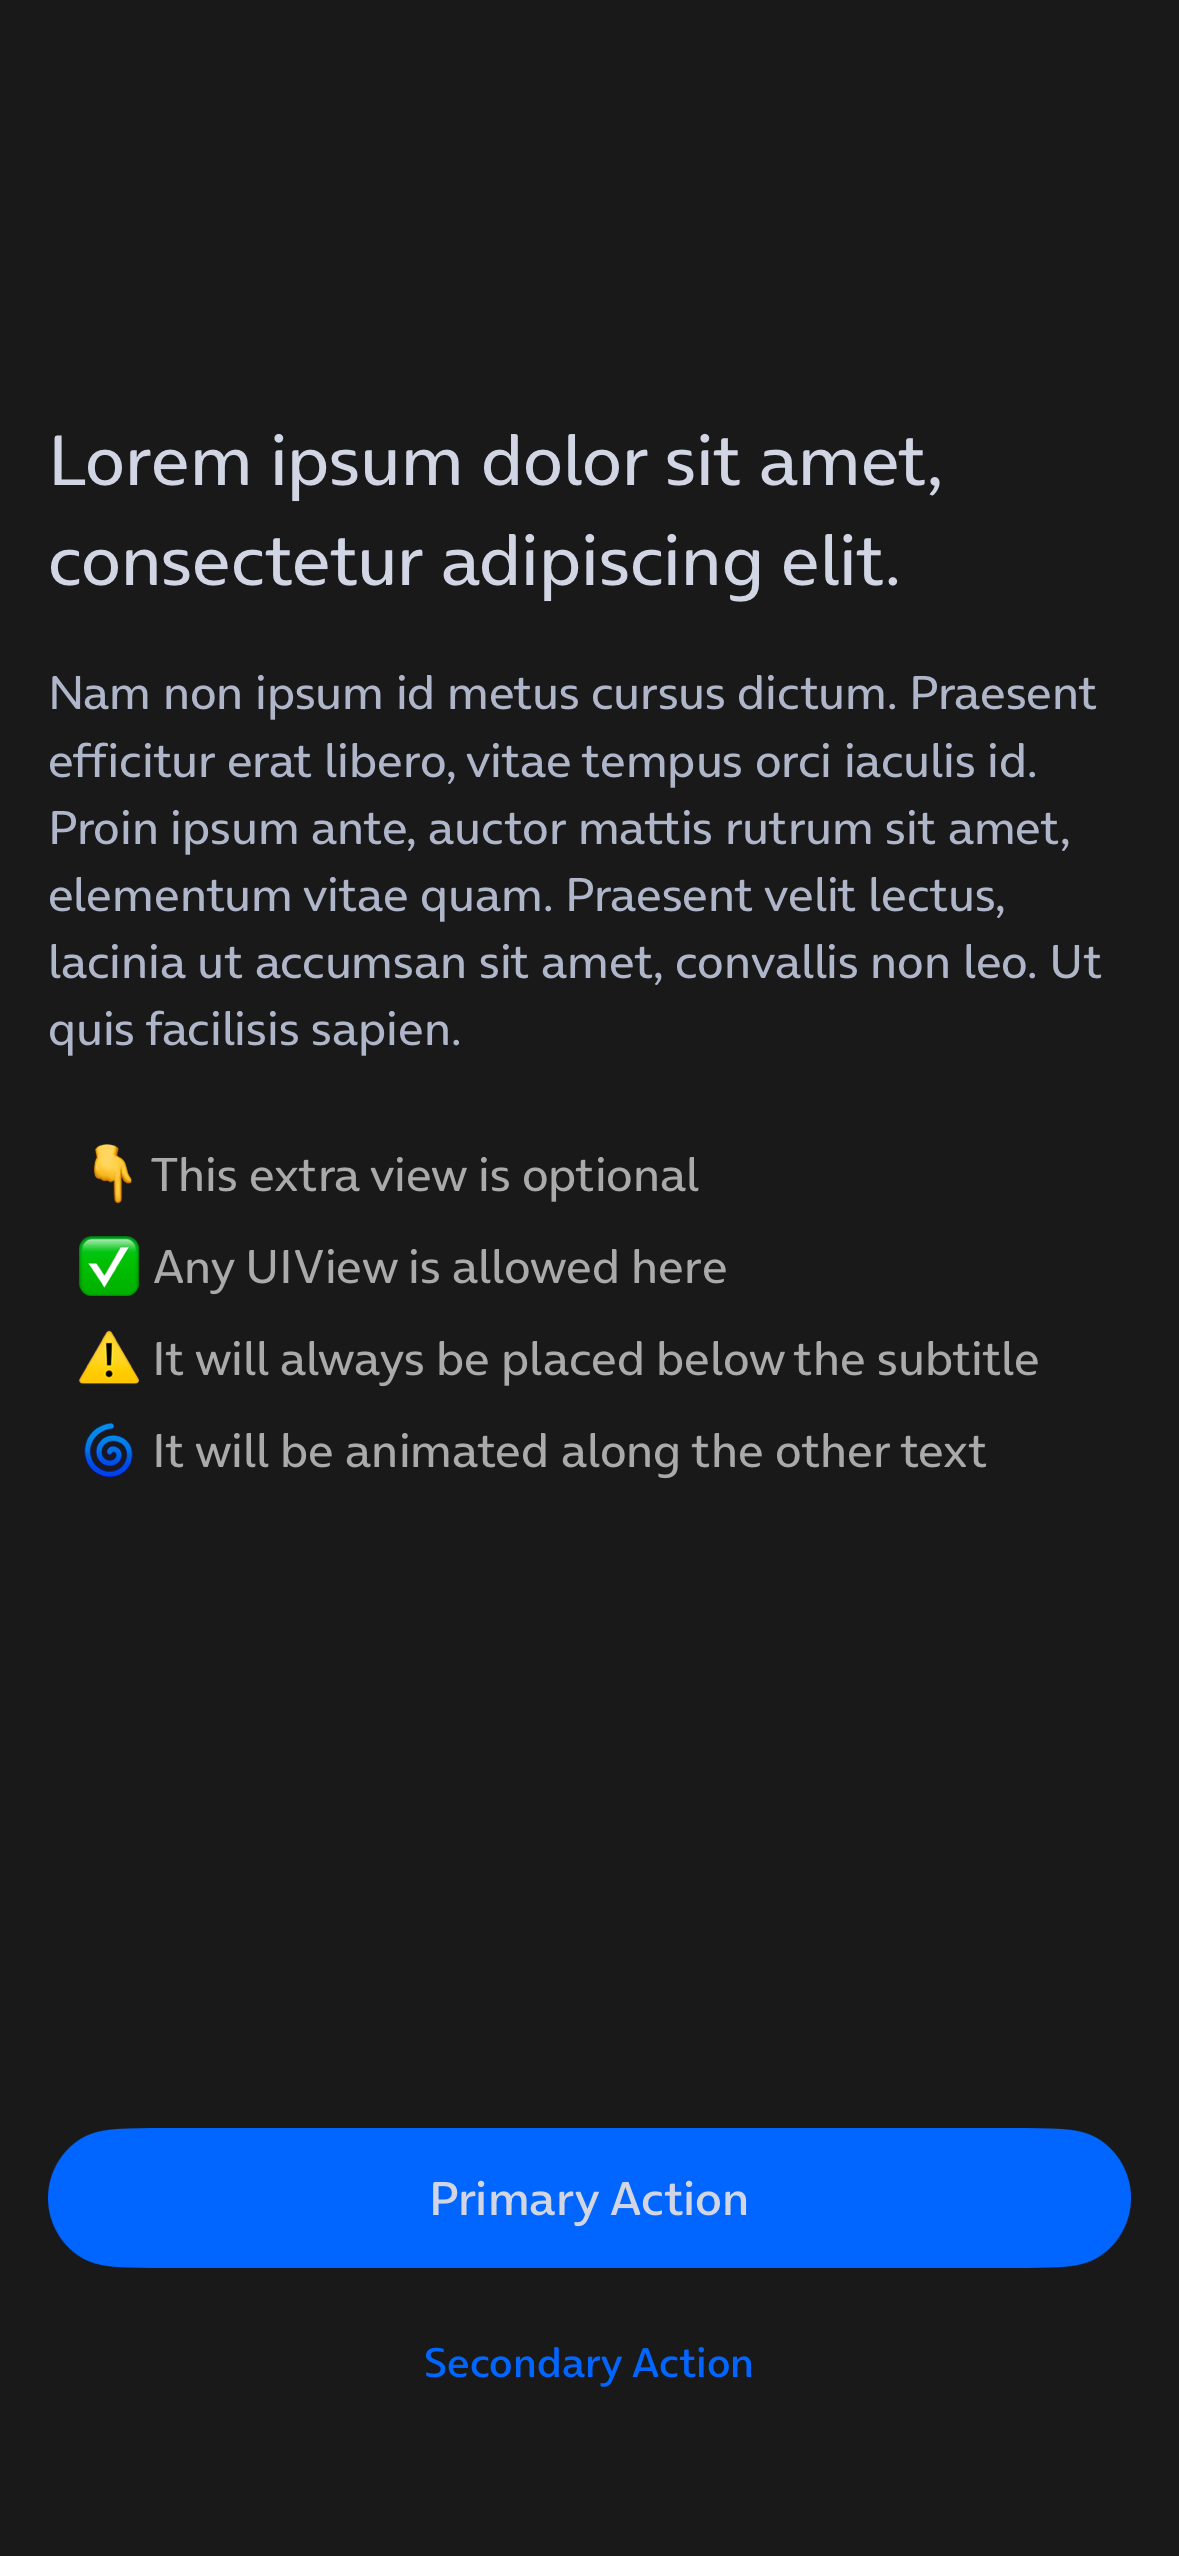 Lorem ipsum dolor sit amet,
consectetur adipiscing elit.
Nam non ipsum id metus cursus dictum. Praesent
efficitur erat libero, vitae tempus orci iaculis id.
Proin ipsum ante, auctor mattis rutrum sit amet,
elementum vitae quam. Praesent velit lectus,
lacinia ut accumsan sit amet, convallis non leo. Ut
quis facilisis sapien.
👇 This extra view is optional
✅ Any UIView is allowed here
⚠️ It will always be placed below the subtitle
🌀 It will be animated along the other text
Primary Action
Secondary Action